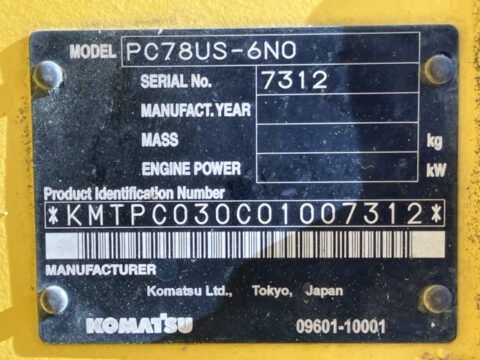 MODEL PC78US-6N0
SERIAL No. 7312
MANUFACT.YEAR
MASS kg
ENGINE POWER kW
Product Identification Number
*KMTPC030C01007312*
MANUFACTURER
Komatsu Ltd., Tokyo, Japan
KOMATSU 09601-10001